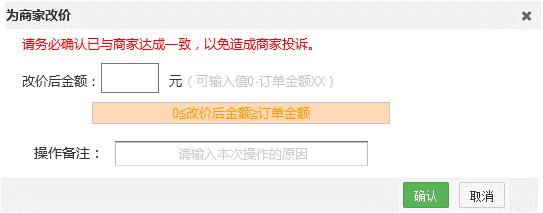 为商家改价 ×
请务必确认已与商家达成一致，以免造成商家投诉。
改价后金额： 元（可输入值0-订单金额XX）
0≦改价后金额≧订单金额
操作备注： 请输入本次操作的原因
确认 取消